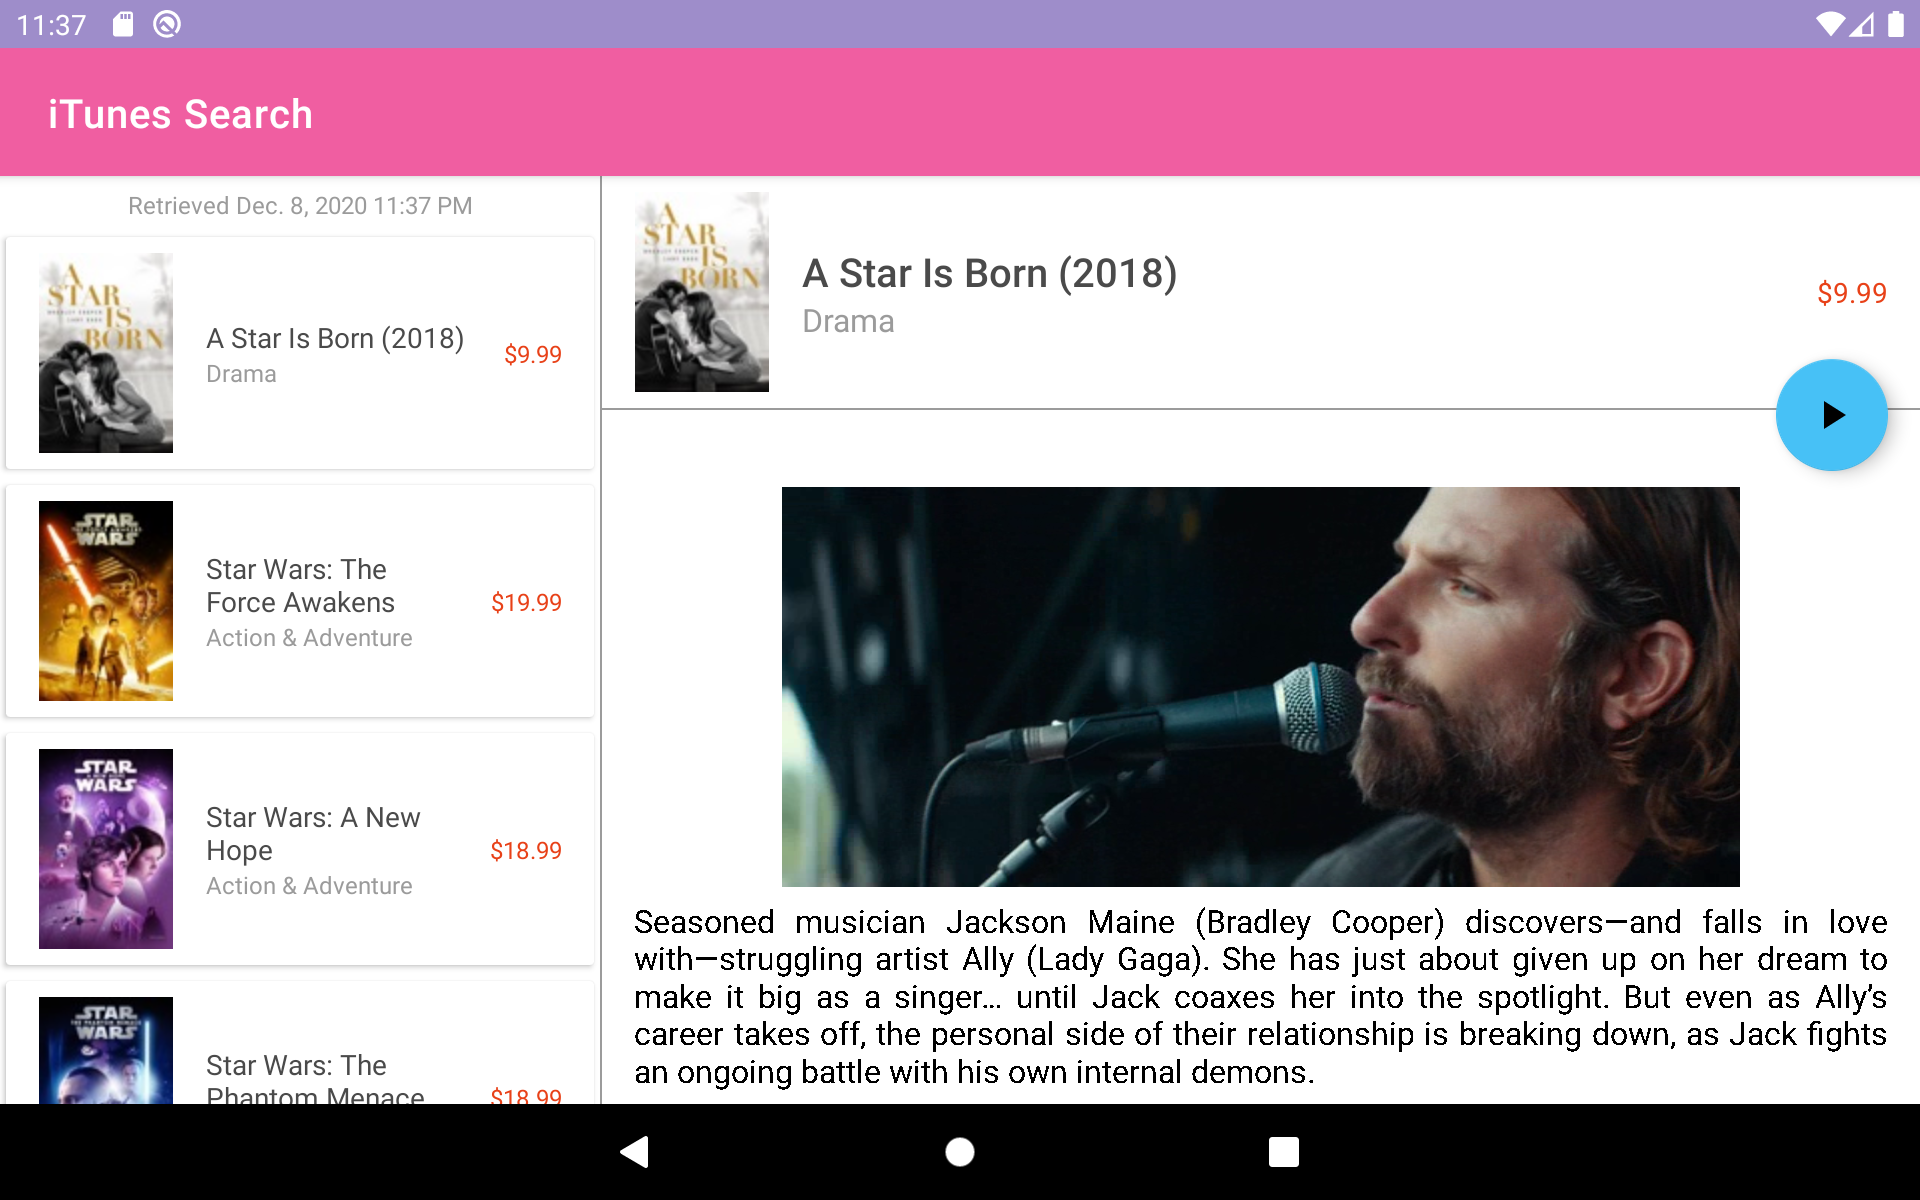 11:37
iTunes Search
Retrieved Dec. 8, 2020 11:37 PM
A
STAR
IS
BORN
A Star Is Born (2018)
Drama
$9.99
STAR
WARS
Star Wars: The
Force Awakens
Action & Adventure
$19.99
STAR
WARS
Star Wars: A New
Hope
Action & Adventure
$18.99
STAR
THE PHANTOM MENACE
WARS
Star Wars: The
Phantom Menace
$18.99
A
STAR
IS
BORN
A Star Is Born (2018)
Drama
$9.99
Seasoned musician Jackson Maine (Bradley Cooper) discovers—and falls in love
with—struggling artist Ally (Lady Gaga). She has just about given up on her dream to
make it big as a singer… until Jack coaxes her into the spotlight. But even as Ally’s
career takes off, the personal side of their relationship is breaking down, as Jack fights
an ongoing battle with his own internal demons.